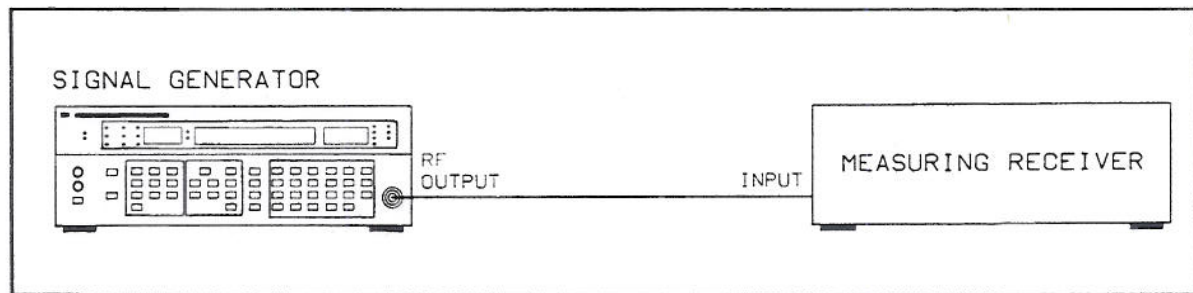 SIGNAL GENERATOR
RF
OUTPUT
INPUT
MEASURING RECEIVER